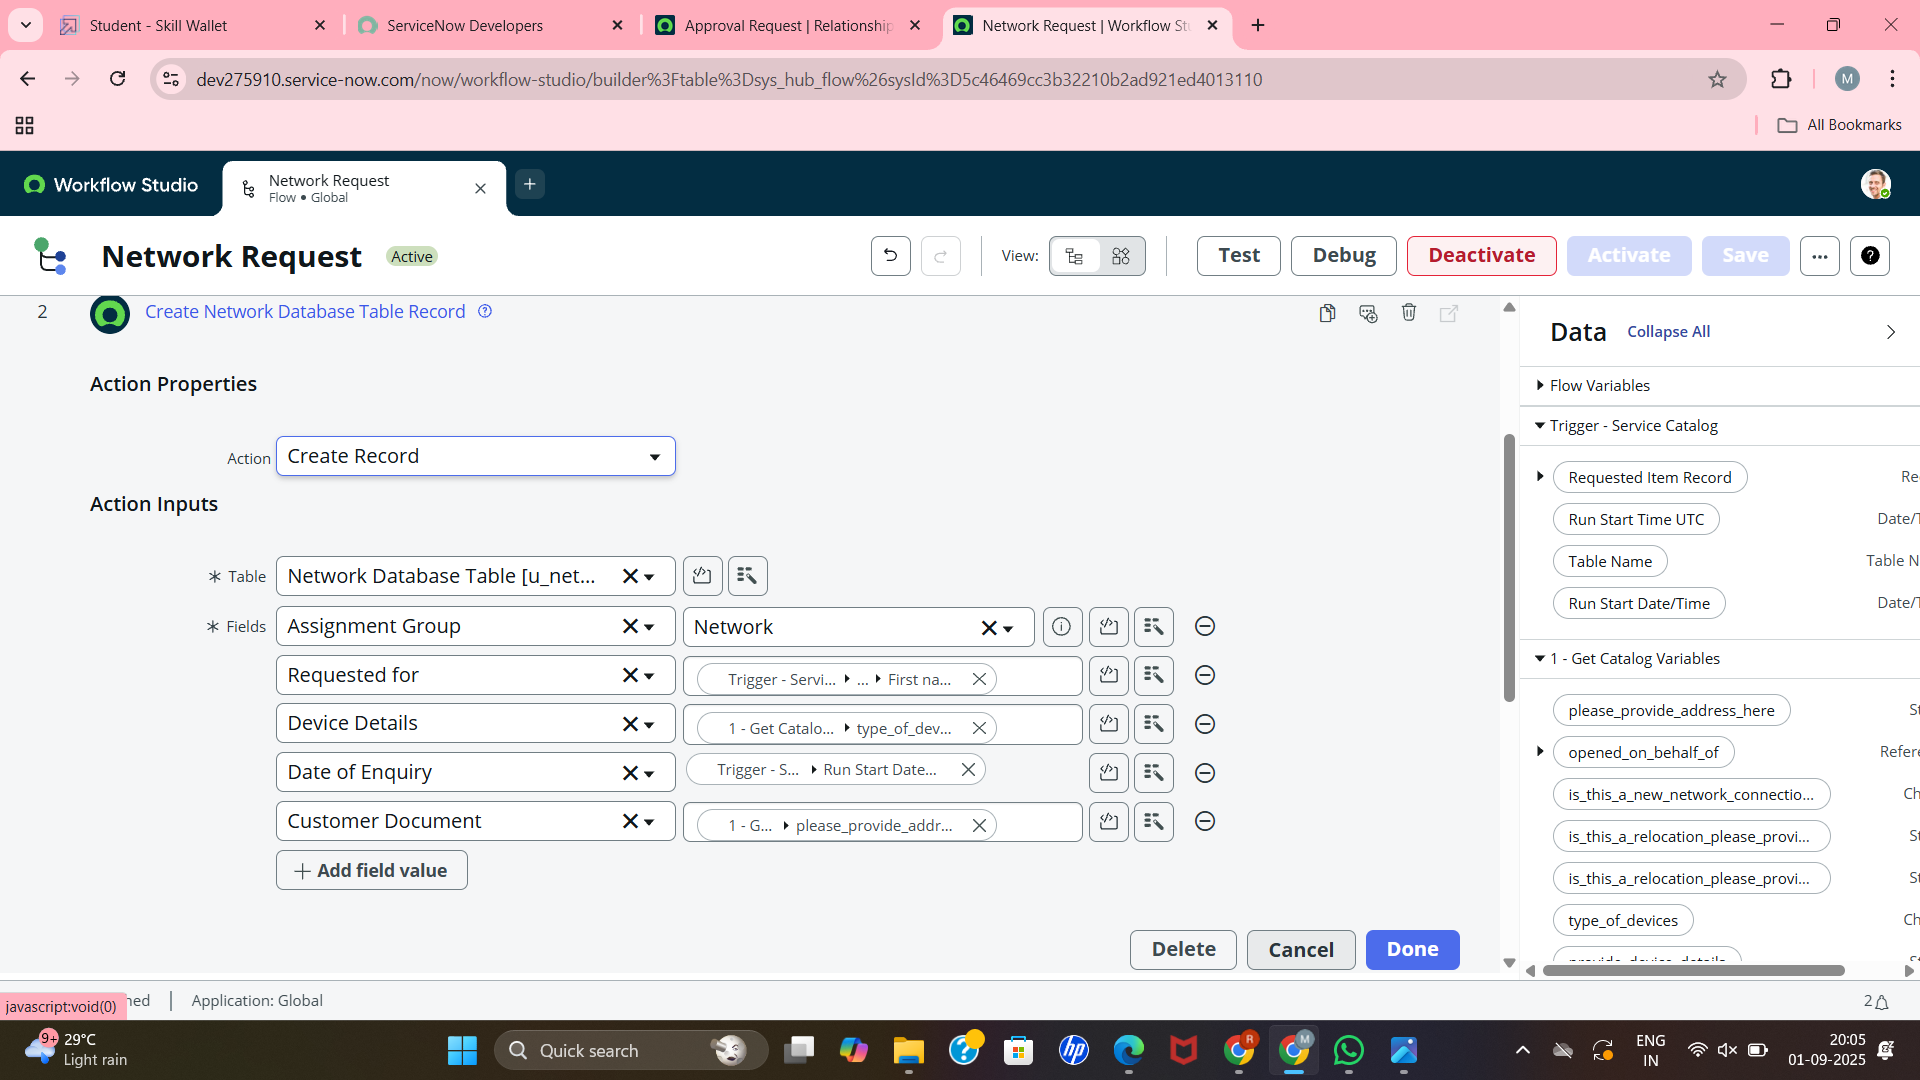 Student - Skill Wallet
ServiceNow Developers
Approval Request | Relationship
Network Request | Workflow St
dev275910.service-now.com/now/workflow-studio/builder%3Ftable%3Dsys_hub_flow%26sysId%3D5c46469cc3b32210b2ad921ed4013110
M
All Bookmarks
Workflow Studio
Network Request
Flow • Global
Network Request
Active
View:
Test
Debug
Deactivate
Activate
Save
2
Create Network Database Table Record
Action Properties
Action
Create Record
Action Inputs
* Table
Network Database Table [u_net...
* Fields
Assignment Group
Network
Requested for
Trigger - Servi... ▸ ... ▸ First na...
Device Details
1 - Get Catalo... ▸ type_of_dev...
Date of Enquiry
Trigger - S... ▸ Run Start Date...
Customer Document
1 - G... ▸ please_provide_addr...
+ Add field value
Delete
Cancel
Done
Data
Collapse All
Flow Variables
Trigger - Service Catalog
Requested Item Record
Re
Run Start Time UTC
Date/T
Table Name
Table N
Run Start Date/Time
Date/T
1 - Get Catalog Variables
please_provide_address_here
St
opened_on_behalf_of
Refere
is_this_a_new_network_connectio...
Ch
is_this_a_relocation_please_provi...
St
is_this_a_relocation_please_provi...
St
type_of_devices
Ch
javascript:void(0)
ned
Application: Global
2
9+
29°C
Light rain
Quick search
hp
R
M
ENG
IN
20:05
01-09-2025